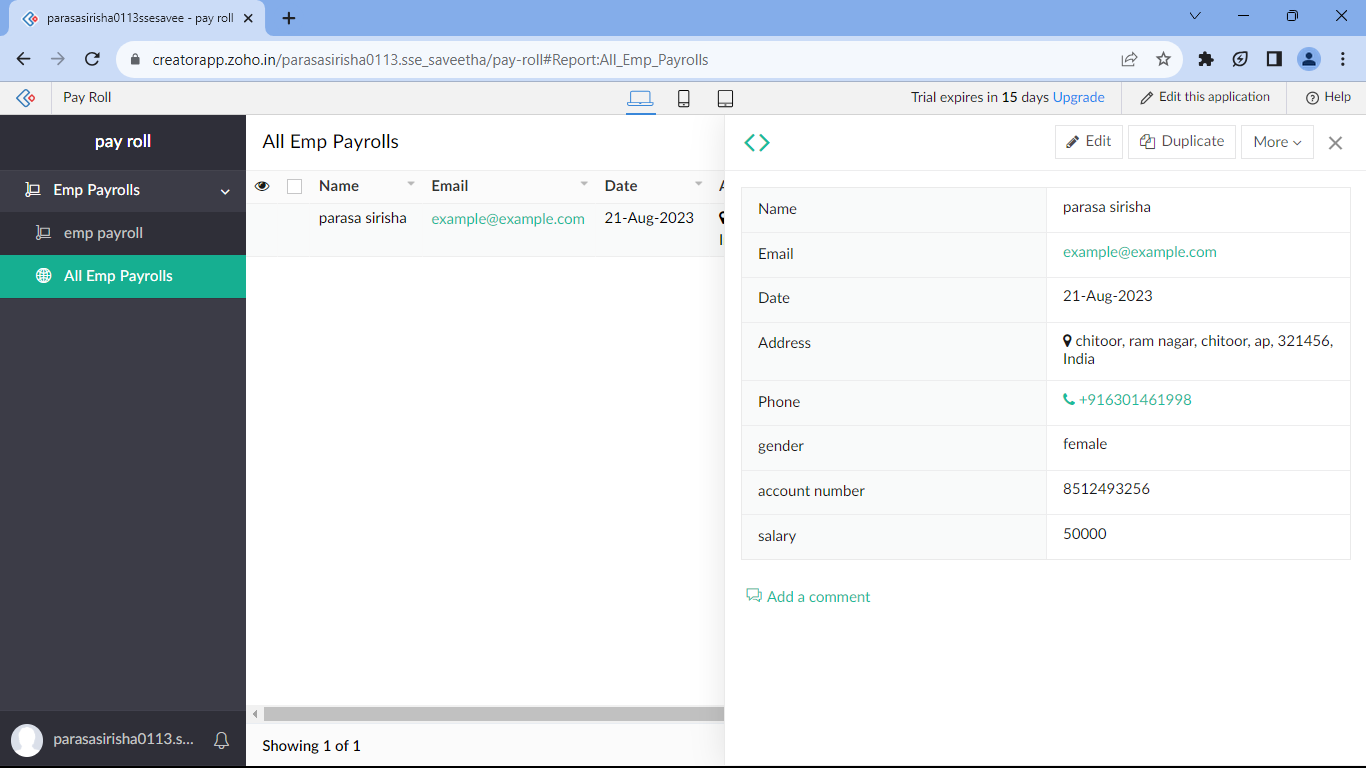 parasasirisha0113ssesavee - pay roll
creatorapp.zoho.in/parasasirisha0113.sse_saveetha/pay-roll#Report:All_Emp_Payrolls
Pay Roll
Trial expires in 15 days Upgrade
Edit this application
Help
pay roll
Emp Payrolls
emp payroll
All Emp Payrolls
parasasirisha0113.s...
All Emp Payrolls
Name Email Date
parasa sirisha example@example.com 21-Aug-2023
Showing 1 of 1
Edit Duplicate More
Name parasa sirisha
Email example@example.com
Date 21-Aug-2023
Address chitoor, ram nagar, chitoor, ap, 321456,
India
Phone +916301461998
gender female
account number 8512493256
salary 50000
Add a comment